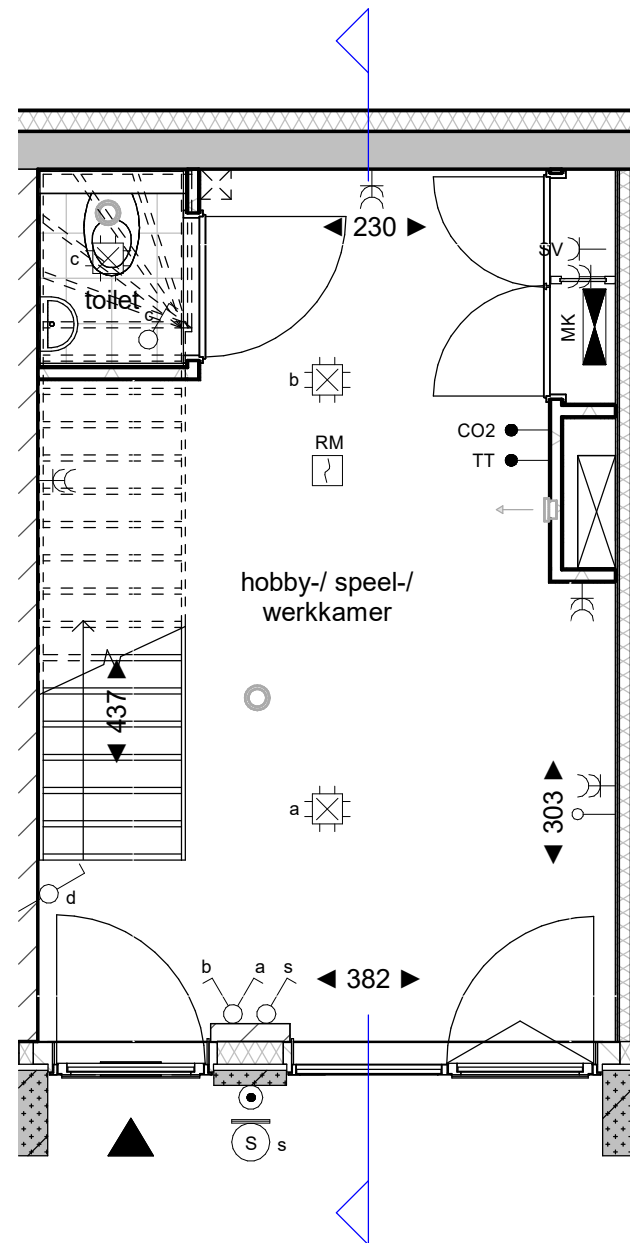 230
SV
c
toilet
c
MK
b
CO2
RM
TT
hobby-/ speel-/
werkkamer
437
303
a
d
b a s
382
S s